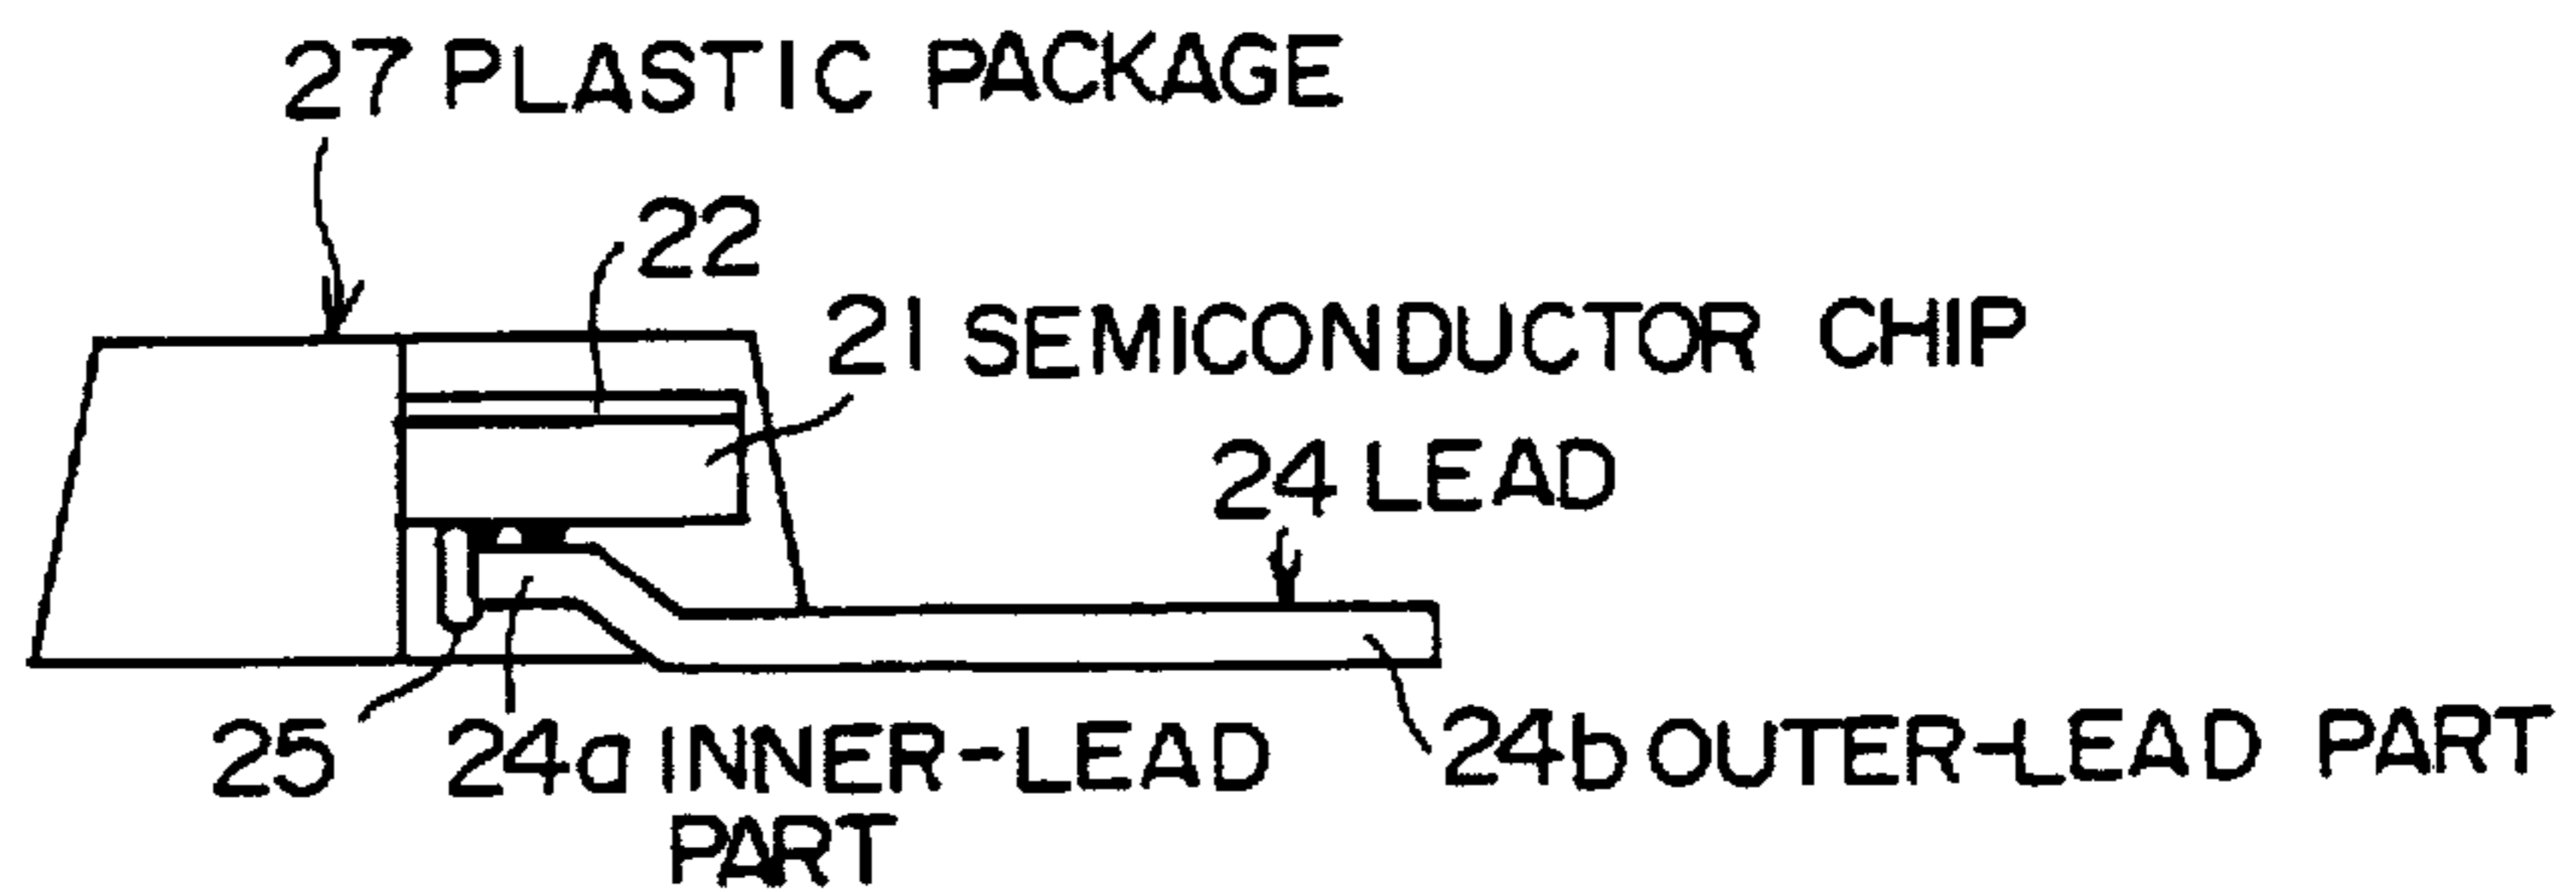 27 PLASTIC PACKAGE
22
21 SEMICONDUCTOR CHIP
24 LEAD
25
24a INNER-LEAD
PART
24b OUTER-LEAD PART